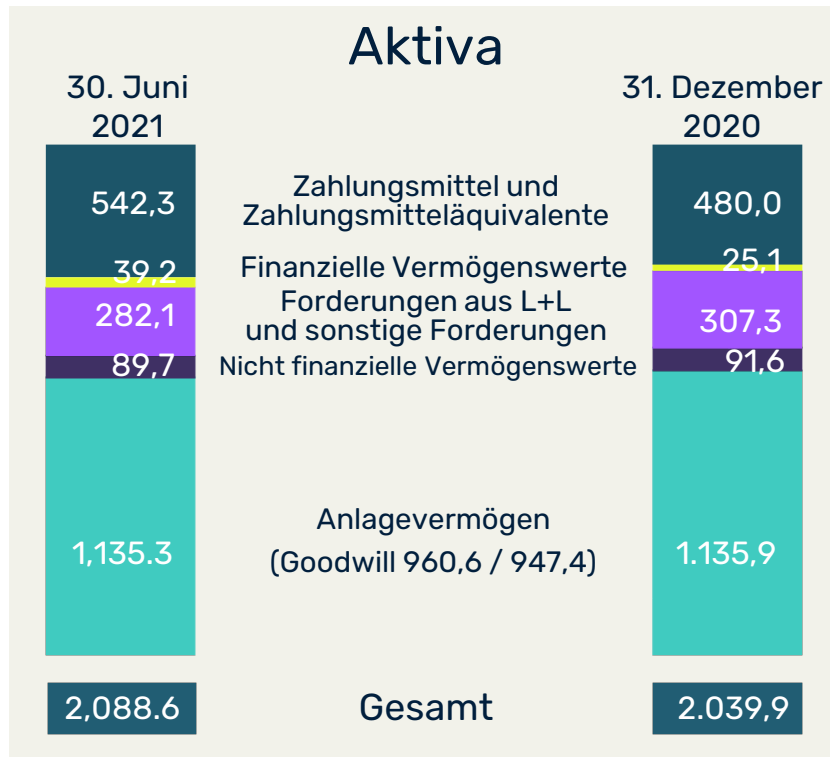 Aktiva
30. Juni
2021
31. Dezember
2020
542,3
Zahlungsmittel und
Zahlungsmitteläquivalente
480,0
39,2
Finanzielle Vermögenswerte
25,1
282,1
Forderungen aus L+L
und sonstige Forderungen
307,3
89,7
Nicht finanzielle Vermögenswerte
91,6
1,135.3
Anlagevermögen
(Goodwill 960,6 / 947,4)
1.135,9
2,088.6
Gesamt
2.039,9